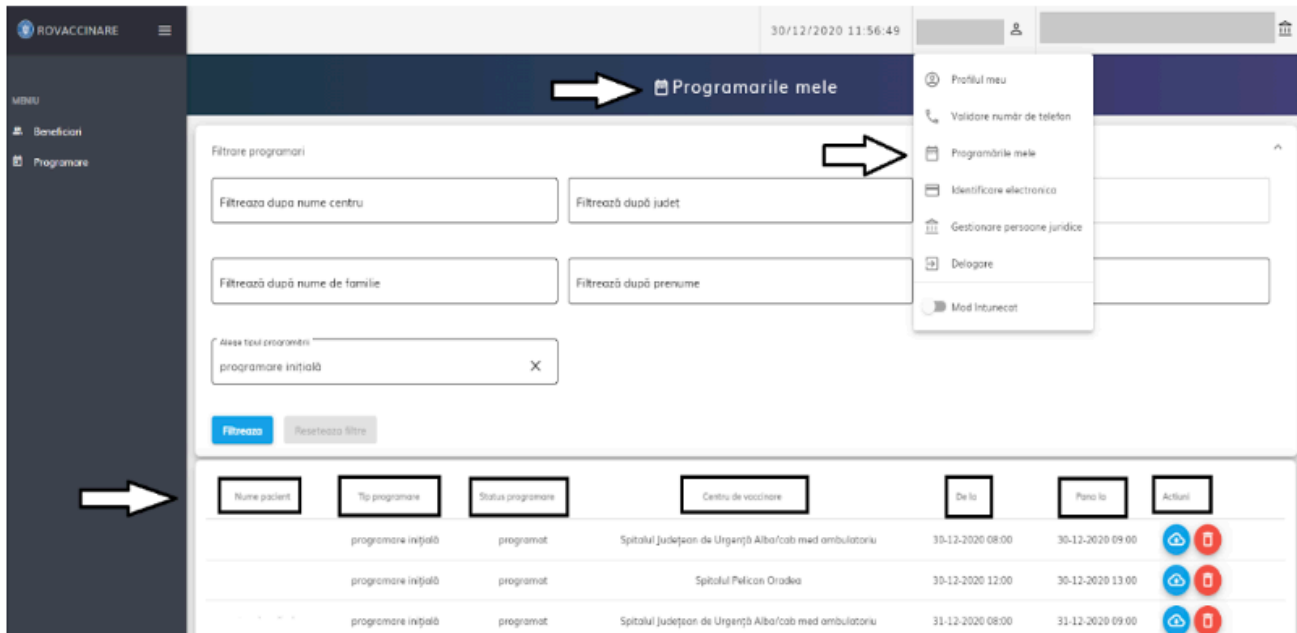 ROVACCINARE
30/12/2020 11:56:49
Programarile mele
MENIU
Beneficiari
Programare
Profilul meu
Validare număr de telefon
Programările mele
Identificare electronica
Gestionare persoane juridice
Delogare
Mod Intunecat
Filtrare programari
Filtreaza dupa nume centru
Filtrează după județ
Filtrează după nume de familie
Filtrează după prenume
Alege tipul programării
programare inițială
Filtreaza
Reseteaza filtre
Nume pacient Tip programare Status programare Centru de vaccinare De la Pana la Actiuni
programare inițială programat Spitalul Județean de Urgență Alba/cab med ambulatoriu 30-12-2020 08:00 30-12-2020 09:00
programare inițială programat Spitalul Pelican Oradea 30-12-2020 12:00 30-12-2020 13:00
programare inițială programat Spitalul Județean de Urgență Alba/cab med ambulatoriu 31-12-2020 08:00 31-12-2020 09:00